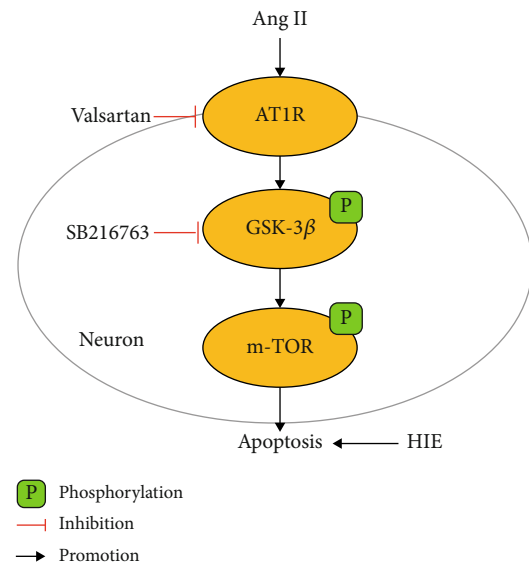 Ang II
Valsartan
AT1R
P
SB216763
GSK-3β
P
Neuron
m-TOR
Apoptosis
HIE
P Phosphorylation
Inhibition
Promotion